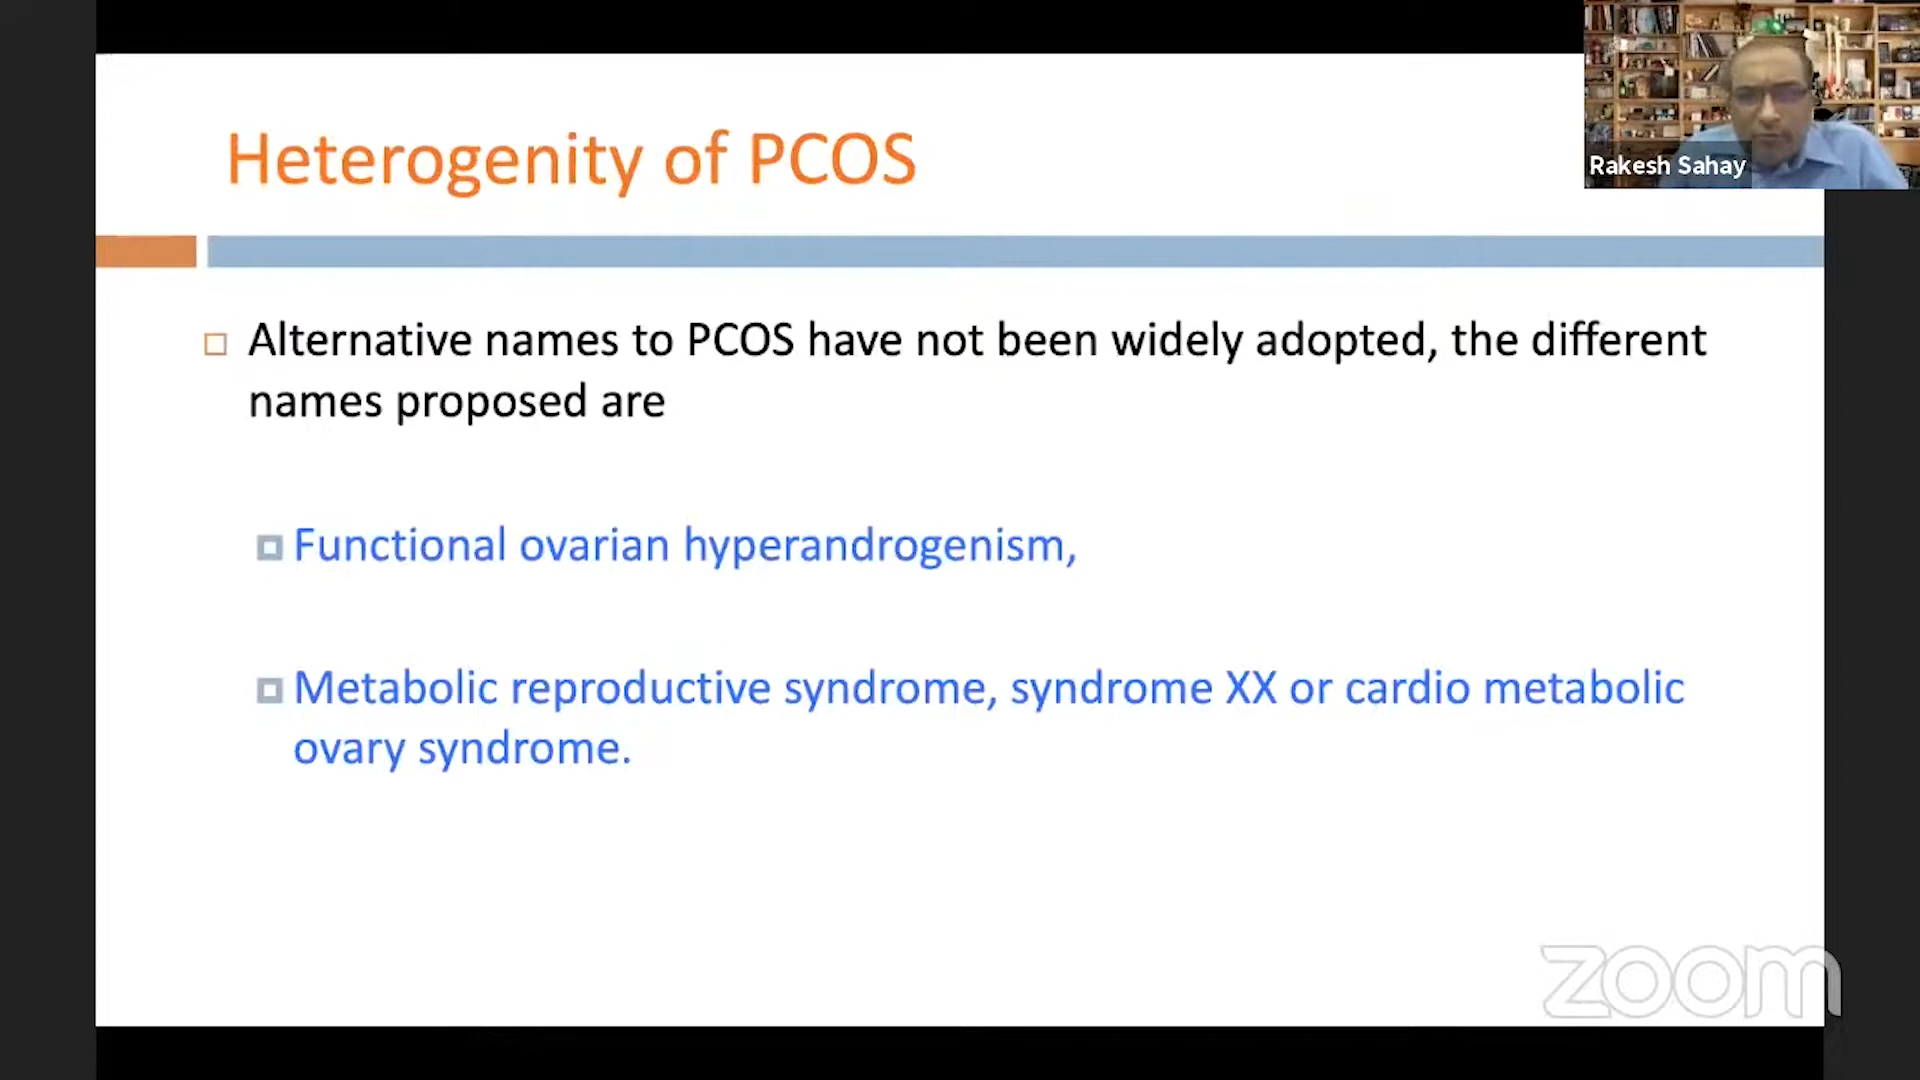 Heterogenity of PCOS
Rakesh Sahay
Alternative names to PCOS have not been widely adopted, the different
names proposed are
Functional ovarian hyperandrogenism,
Metabolic reproductive syndrome, syndrome XX or cardio metabolic
ovary syndrome.
zoom